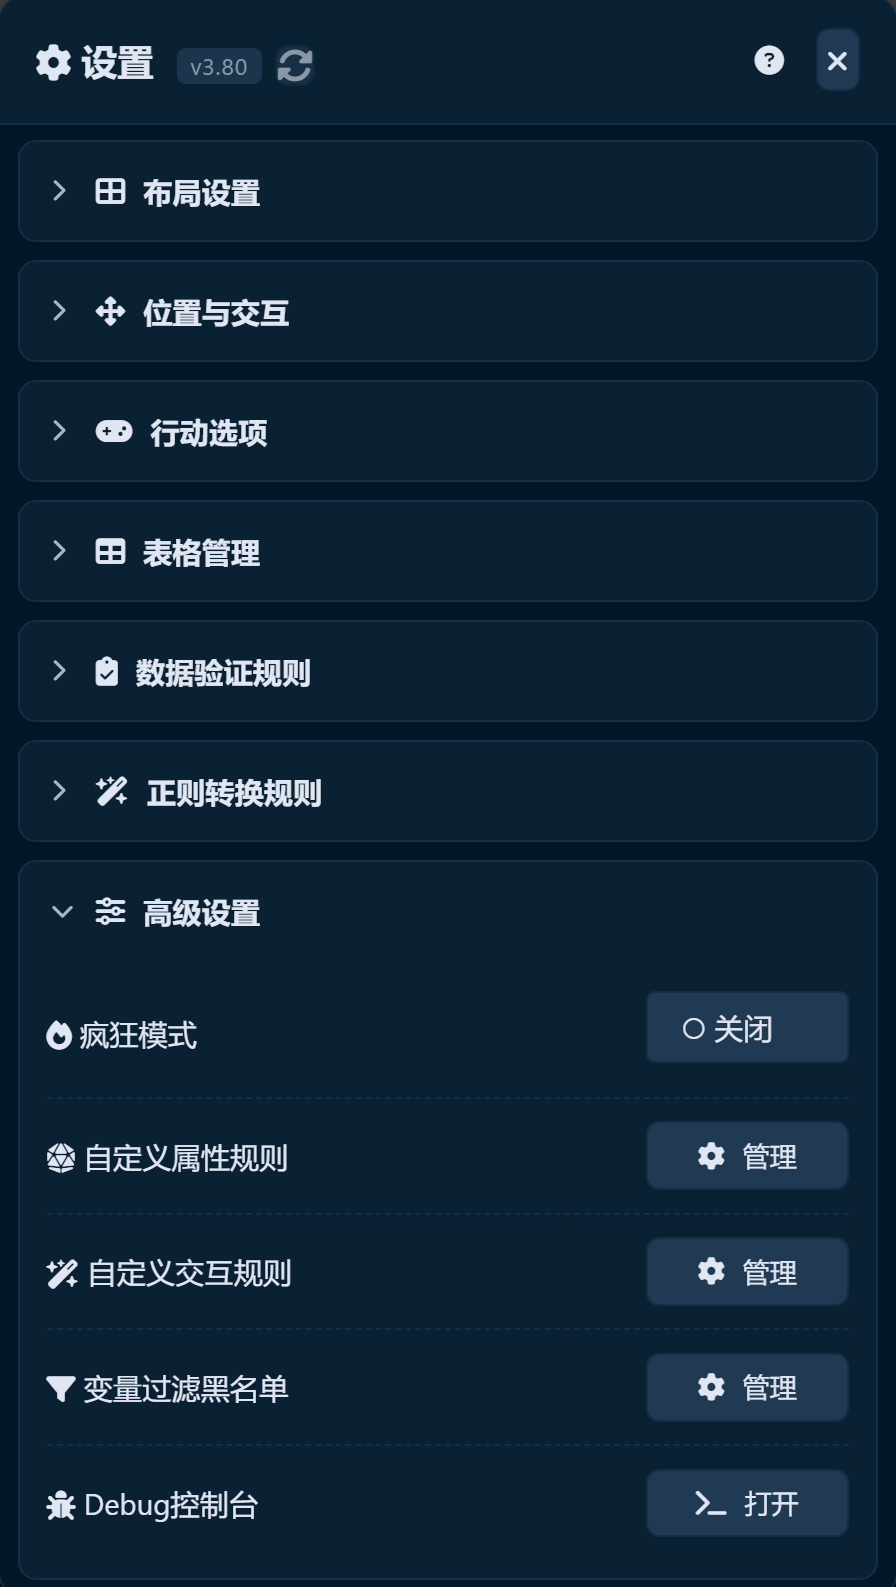 设置 v3.80
布局设置
位置与交互
行动选项
表格管理
数据验证规则
正则转换规则
高级设置
疯狂模式 关闭
自定义属性规则 管理
自定义交互规则 管理
变量过滤黑名单 管理
Debug控制台 打开